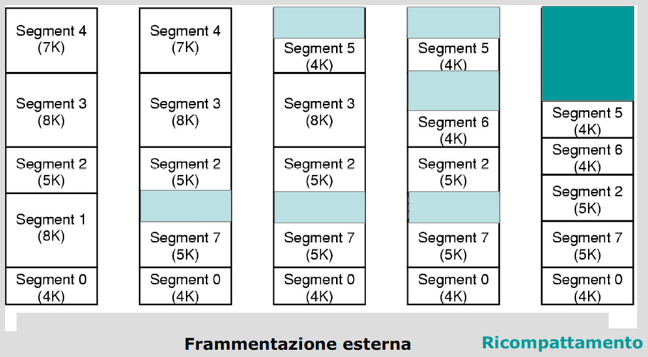 Segment 4
(7K)
Segment 3
(8K)
Segment 2
(5K)
Segment 1
(8K)
Segment 0
(4K)
Segment 4
(7K)
Segment 3
(8K)
Segment 2
(5K)
Segment 7
(5K)
Segment 0
(4K)
Segment 5
(4K)
Segment 3
(8K)
Segment 2
(5K)
Segment 7
(5K)
Segment 0
(4K)
Segment 5
(4K)
Segment 6
(4K)
Segment 2
(5K)
Segment 7
(5K)
Segment 0
(4K)
Segment 5
(4K)
Segment 6
(4K)
Segment 2
(5K)
Segment 7
(5K)
Segment 0
(4K)
Frammentazione esterna
Ricompattamento